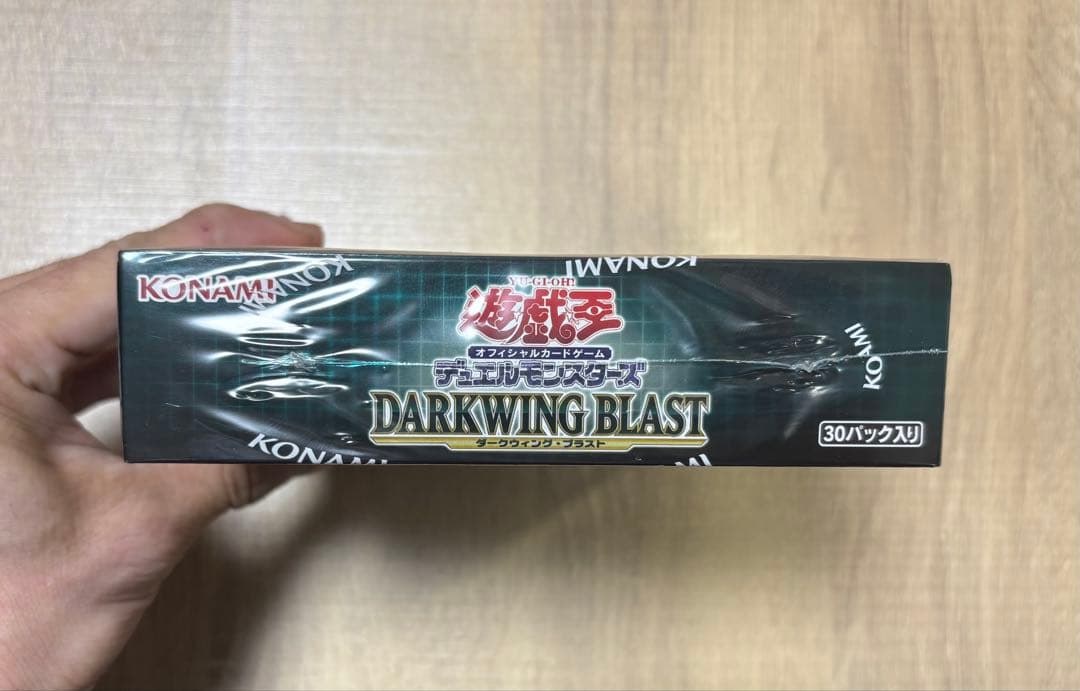 KONAMI
KONAMI
KONAMI
YU-GI-OH!
遊戯王
オフィシャルカードゲーム
デュエルモンスターズ
DARKWING BLAST
ダークウィング・ブラスト
30パック入り
KOAMI
KONAMI
MI